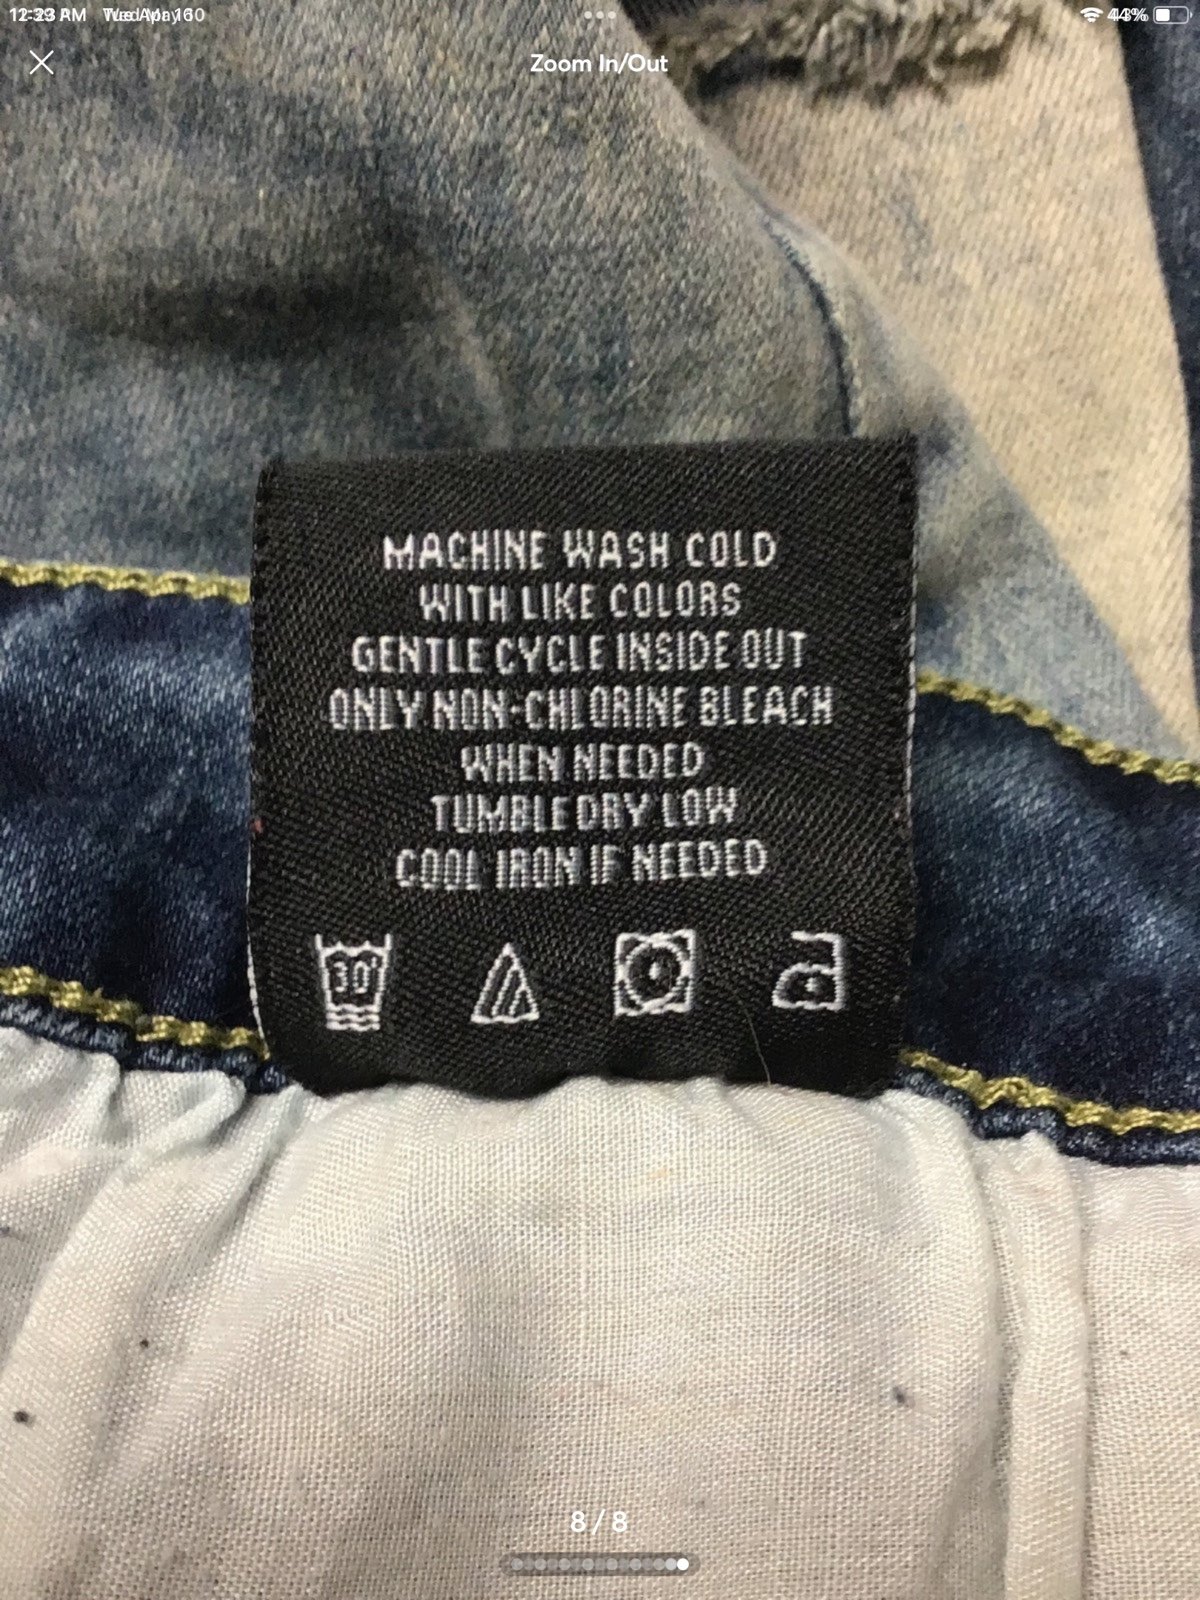 Zoom In/Out
MACHINE WASH COLD
WITH LIKE COLORS
GENTLE CYCLE INSIDE OUT
ONLY NON-CHLORINE BLEACH
WHEN NEEDED
TUMBLE DRY LOW
COOL IRON IF NEEDED
30°
8 / 8